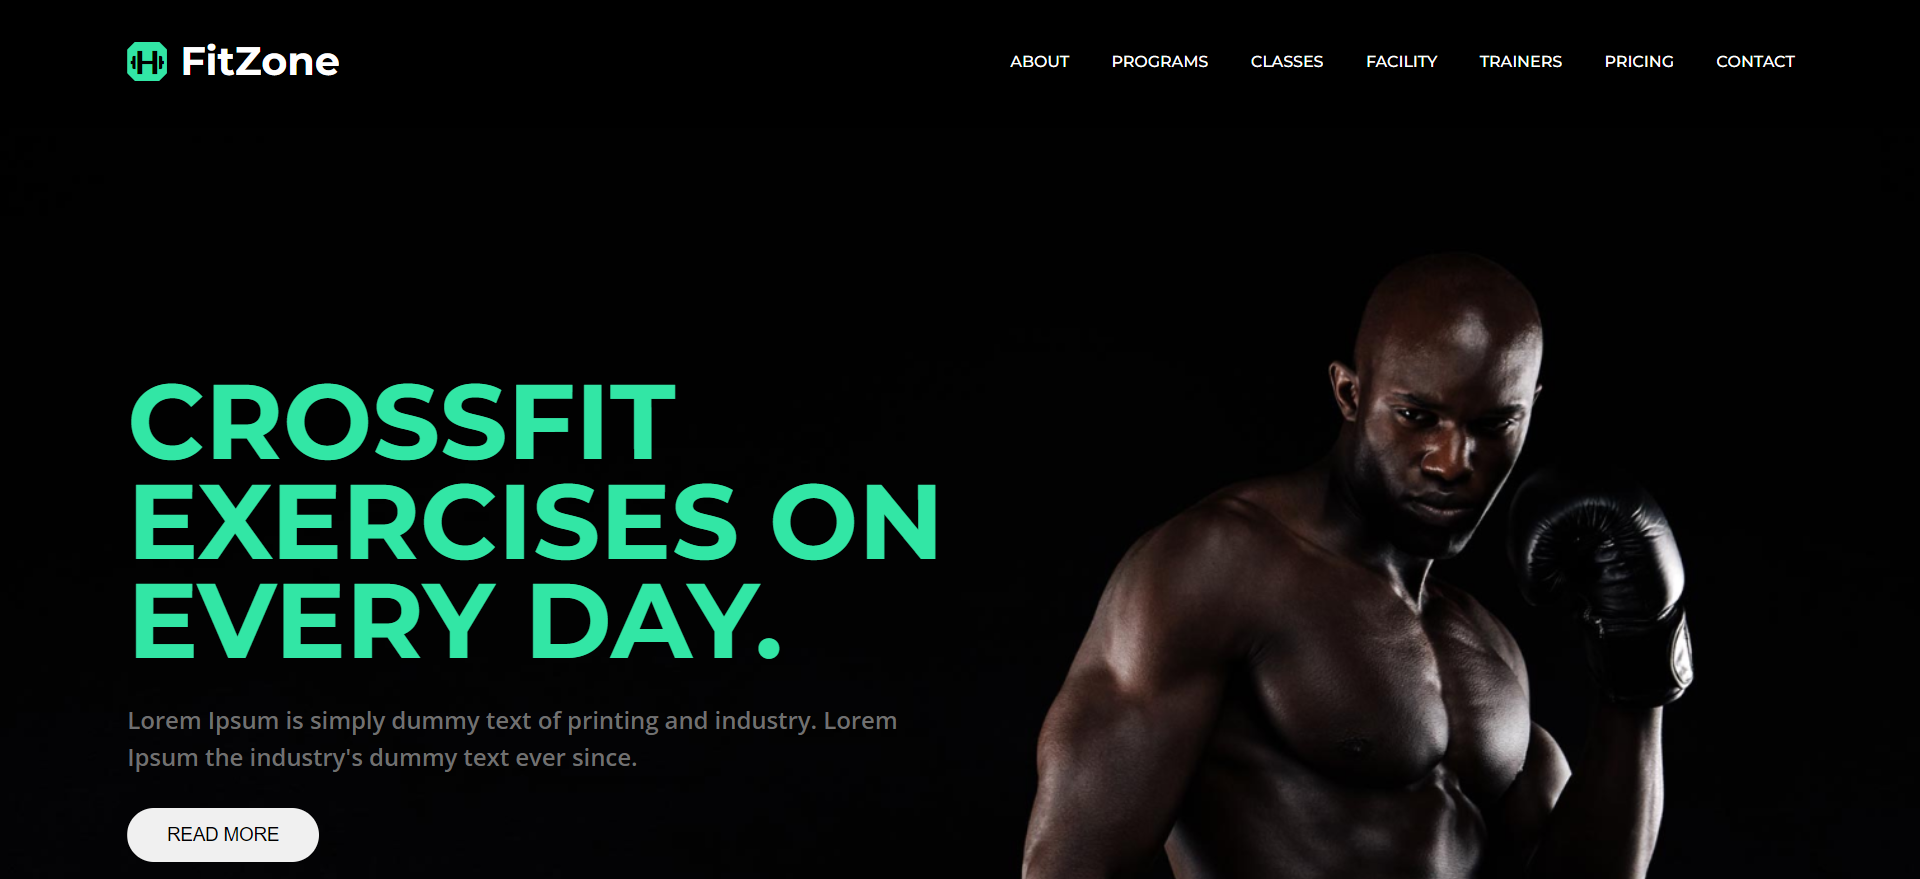 FitZone
ABOUT PROGRAMS CLASSES FACILITY TRAINERS PRICING CONTACT
CROSSFIT
EXERCISES ON
EVERY DAY.
Lorem Ipsum is simply dummy text of printing and industry. Lorem
Ipsum the industry's dummy text ever since.
READ MORE